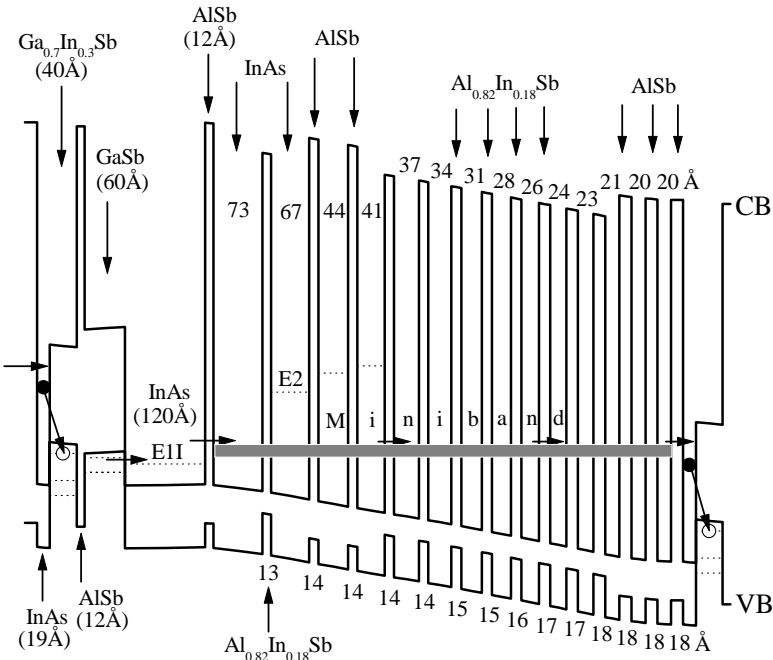 AlSb
(12Å)
AlSb
Ga0.7In0.3Sb
(40Å)
InAs
Al0.82In0.18Sb
AlSb
GaSb
(60Å)
37
34
31
28
26
24
23
21
20
20 Å
73
67
44
41
CB
E2
InAs
(120Å)
M i n i b a n d
E1I
13
14
14
14
14
15
15
16
17
17
18
18
18
18 Å
VB
InAs
(19Å)
AlSb
(12Å)
Al0.82In0.18Sb